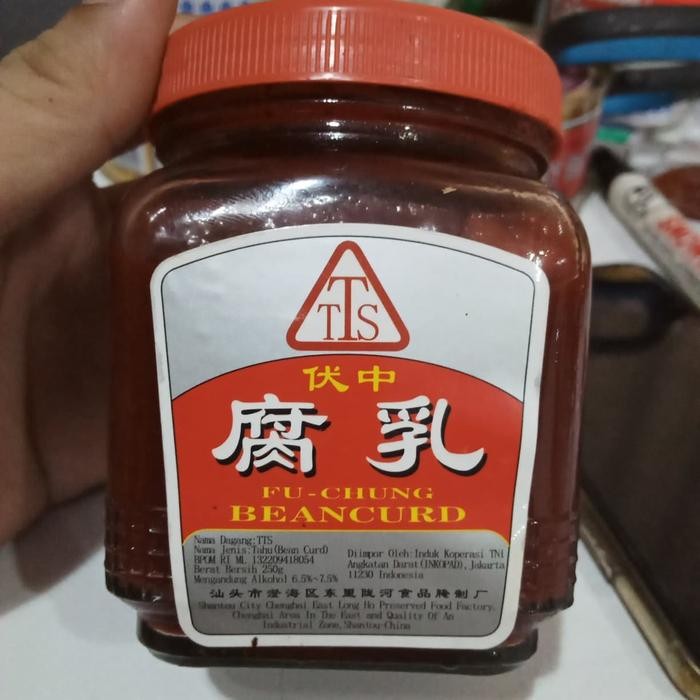 TTS
伏中
腐乳
FU-CHUNG
BEANCURD
Nama Dagang:TTS
Nama Jenis:Tahu(Bean Curd)
BPOM RI ML 132209418054
Berat Bersih 250g
Mengandung Alkohol 6.5%~7.5%
Diimpor Oleh:Induk Koperasi TNI
Angkatan Darat(INKOPAD),Jakarta
11230 Indonesia
汕头市澄海区东里陇河食品腌制厂
Shantou City Chenghai East Long Ho Preserved Food Factory.
Chenghai Area In The East and Quality Of An
Industrial Zone,Shantou-China